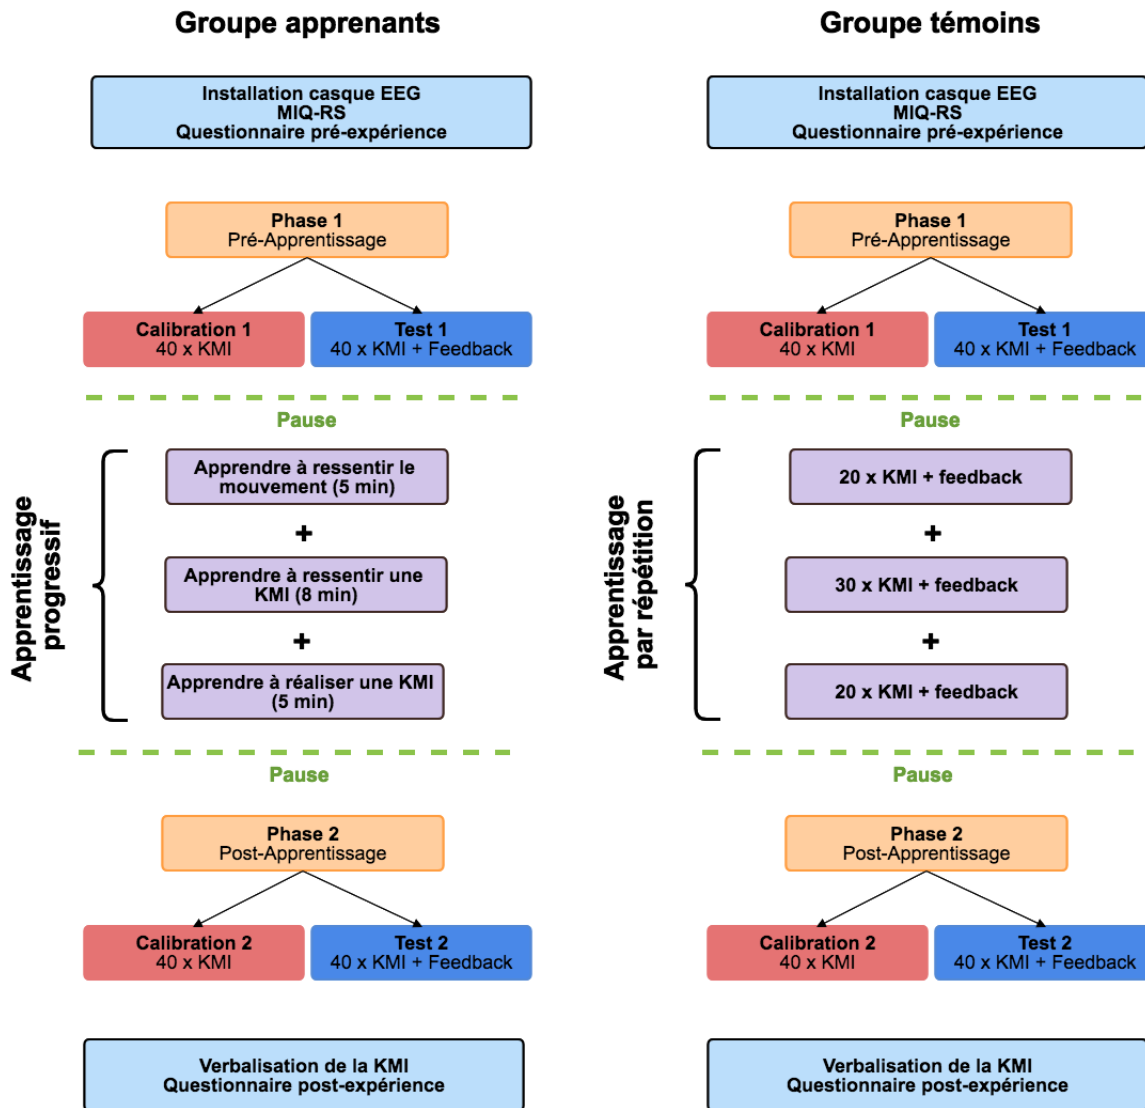 Groupe apprenants
Installation casque EEG
MIQ-RS
Questionnaire pré-expérience
Phase 1
Pré-Apprentissage
Calibration 1
40 x KMI
Test 1
40 x KMI + Feedback
Pause
Apprentissage
progressif
Apprendre à ressentir le
mouvement (5 min)
+
Apprendre à ressentir une
KMI (8 min)
+
Apprendre à réaliser une KMI
(5 min)
Pause
Phase 2
Post-Apprentissage
Calibration 2
40 x KMI
Test 2
40 x KMI + Feedback
Verbalisation de la KMI
Questionnaire post-expérience
Groupe témoins
Installation casque EEG
MIQ-RS
Questionnaire pré-expérience
Phase 1
Pré-Apprentissage
Calibration 1
40 x KMI
Test 1
40 x KMI + Feedback
Pause
Apprentissage
par répétition
20 x KMI + feedback
+
30 x KMI + feedback
+
20 x KMI + feedback
Pause
Phase 2
Post-Apprentissage
Calibration 2
40 x KMI
Test 2
40 x KMI + Feedback
Verbalisation de la KMI
Questionnaire post-expérience